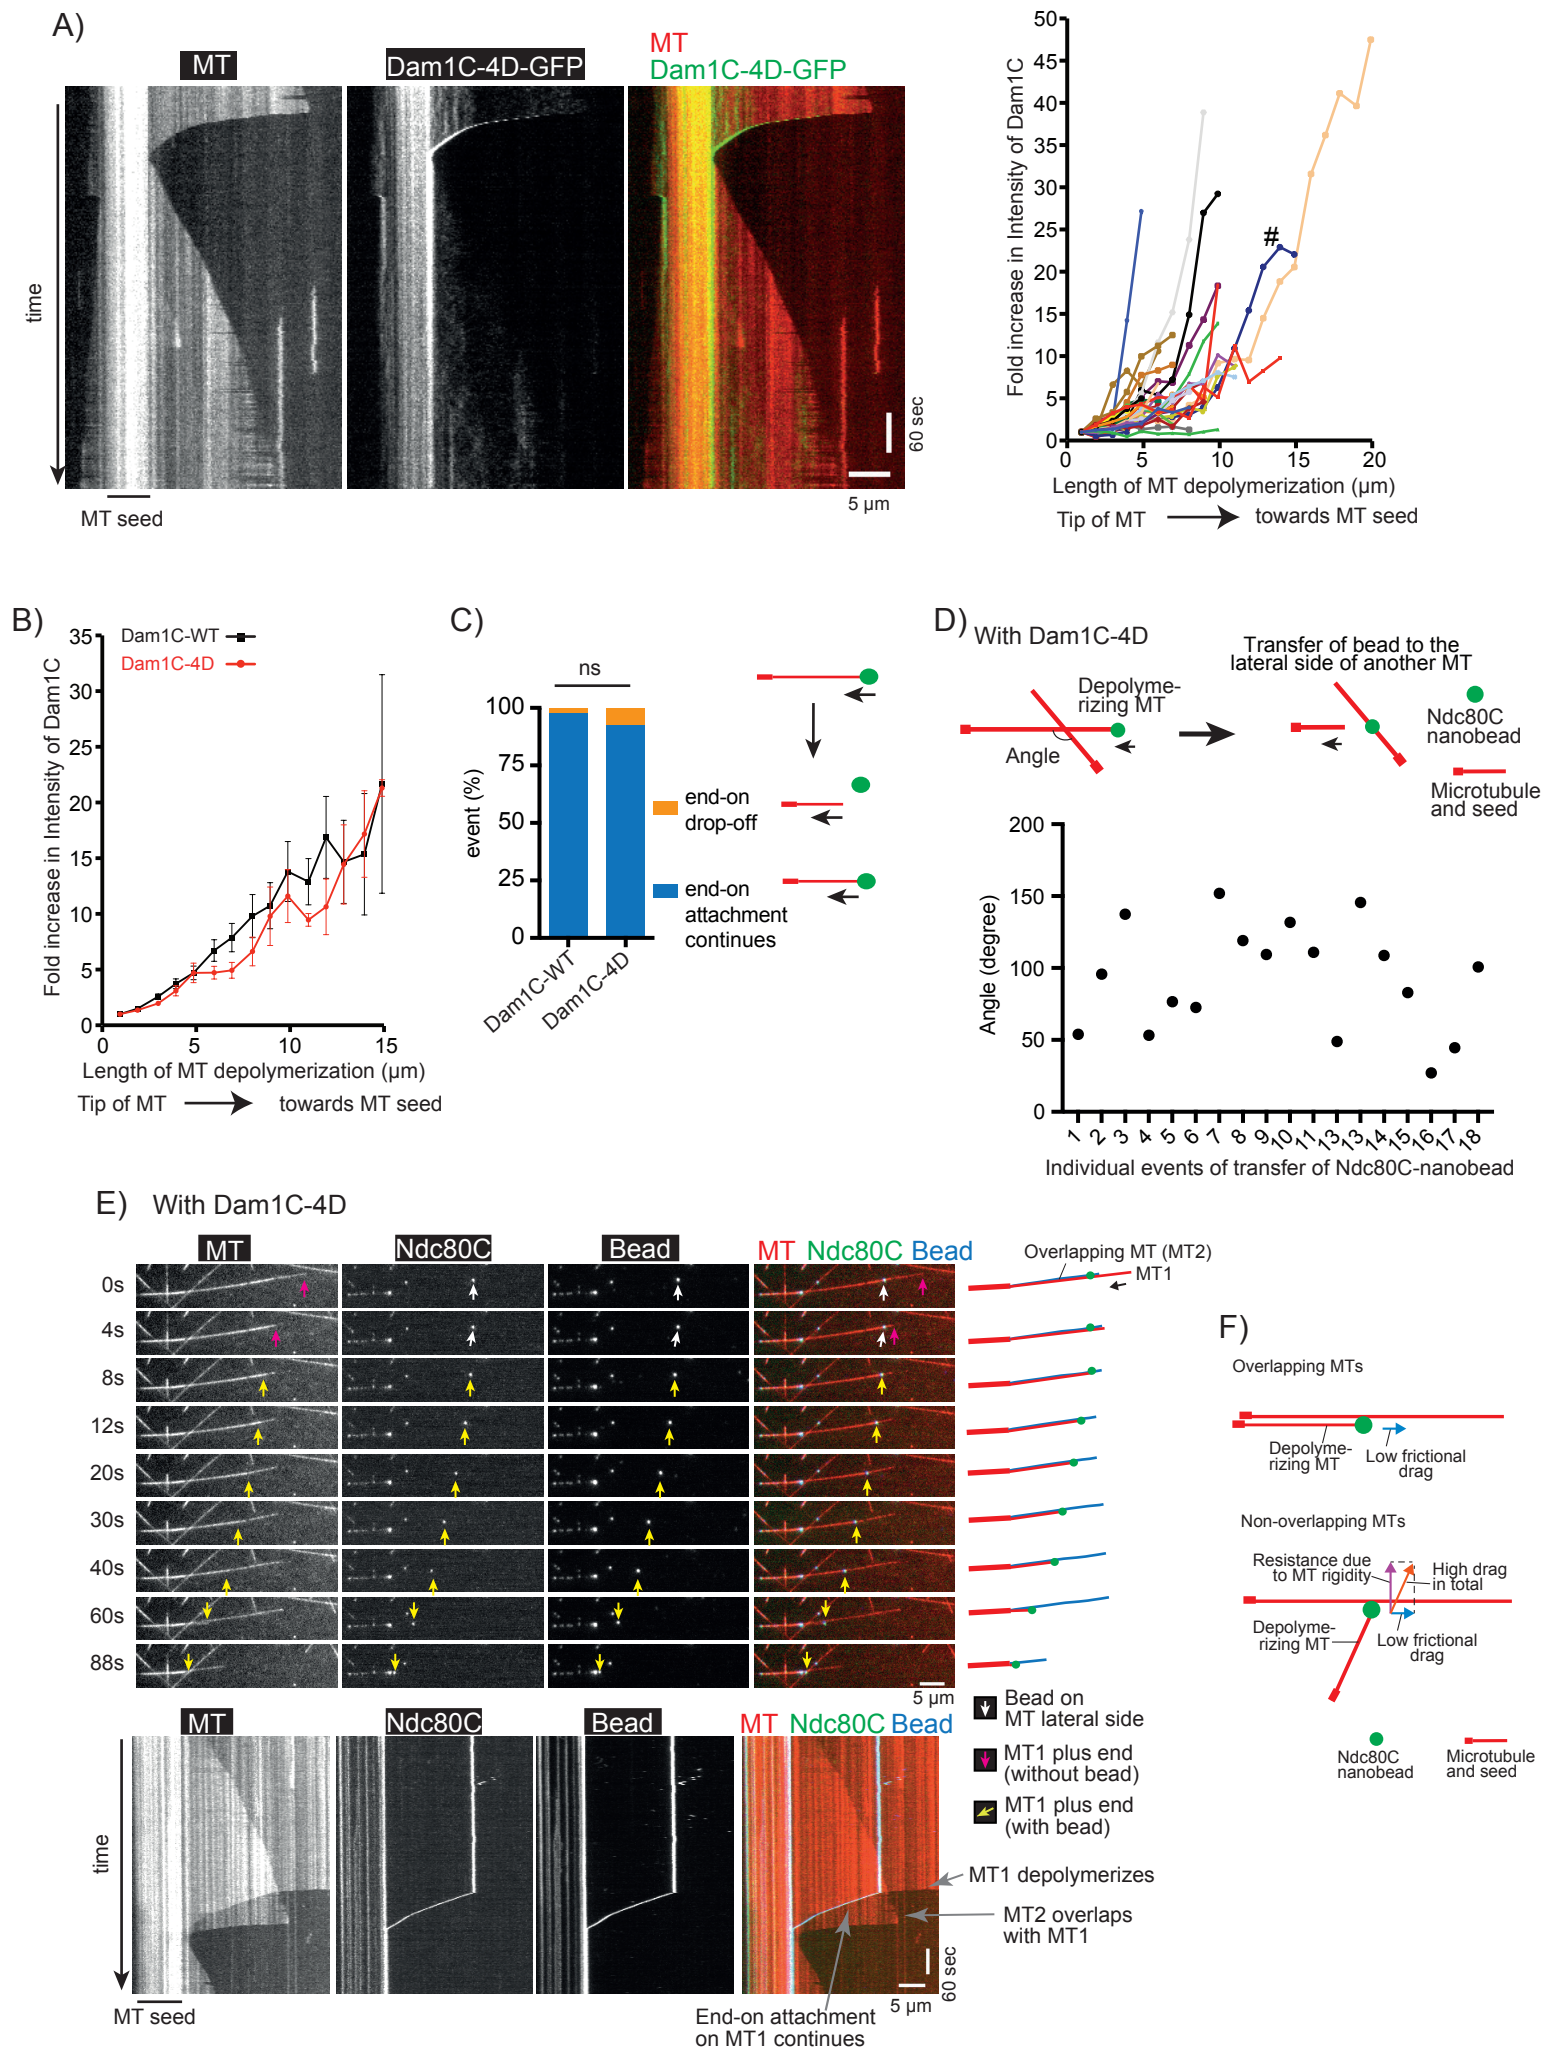 A)
MT
Dam1C-4D-GFP
MT
Dam1C-4D-GFP
time
MT seed
60 sec
5 µm
Fold increase in Intensity of Dam1C
50
45
40
35
30
25
20
15
10
5
0
#
0 5 10 15 20
Length of MT depolymerization (µm)
Tip of MT
towards MT seed
B)
Dam1C-WT
Dam1C-4D
Fold increase in Intensity of Dam1C
35
30
25
20
15
10
5
0
0 5 10 15
Length of MT depolymerization (µm)
Tip of MT
towards MT seed
C)
ns
event (%)
100
75
50
25
0
Dam1C-WT
Dam1C-4D
end-on
drop-off
end-on
attachment
continues
D)
With Dam1C-4D
Transfer of bead to the
lateral side of another MT
Depolyme-
rizing MT
Angle
Ndc80C
nanobead
Microtubule
and seed
Angle (degree)
200
150
100
50
0
1 2 3 4 5 6 7 8 9 10 11 13 13 14 15 16 17 18
Individual events of transfer of Ndc80C-nanobead
E)
With Dam1C-4D
MT
Ndc80C
Bead
MT Ndc80C Bead
Overlapping MT (MT2)
MT1
0s
4s
8s
12s
20s
30s
40s
60s
88s
5 µm
MT
Ndc80C
Bead
MT Ndc80C Bead
time
MT seed
Bead on
MT lateral side
MT1 plus end
(without bead)
MT1 plus end
(with bead)
MT1 depolymerizes
MT2 overlaps
with MT1
60 sec
5 µm
End-on attachment
on MT1 continues
F)
Overlapping MTs
Depolyme-
rizing MT
Low frictional
drag
Non-overlapping MTs
Resistance due
to MT rigidity
High drag
in total
Depolyme-
rizing MT
Low frictional
drag
Ndc80C
nanobead
Microtubule
and seed